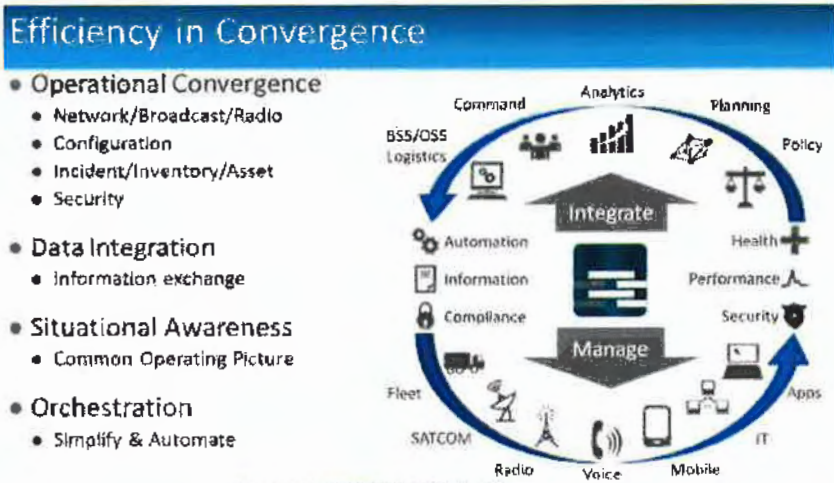 Efficiency in Convergence
• Operational Convergence
• Network/Broadcast/Radio
• Configuration
• Incident/Inventory/Asset
• Security
• Data Integration
• Information exchange
• Situational Awareness
• Common Operating Picture
• Orchestration
• Simplify & Automate
Analytics
Command
Planning
BSS/OSS
Logistics
Policy
Integrate
Automation
Health
Information
Performance
Compliance
Security
Manage
Fleet
Apps
SATCOM
IT
Radio
Voice
Mobile